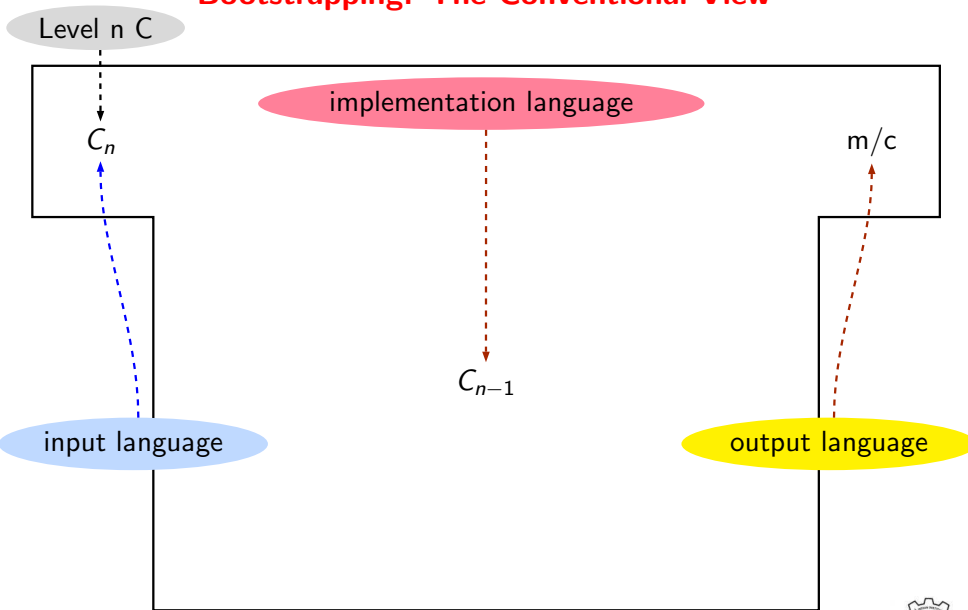 Bootstrapping: The Conventional View
Level n C
implementation language
Cₙ
m/c
Cₙ₋₁
input language
output language